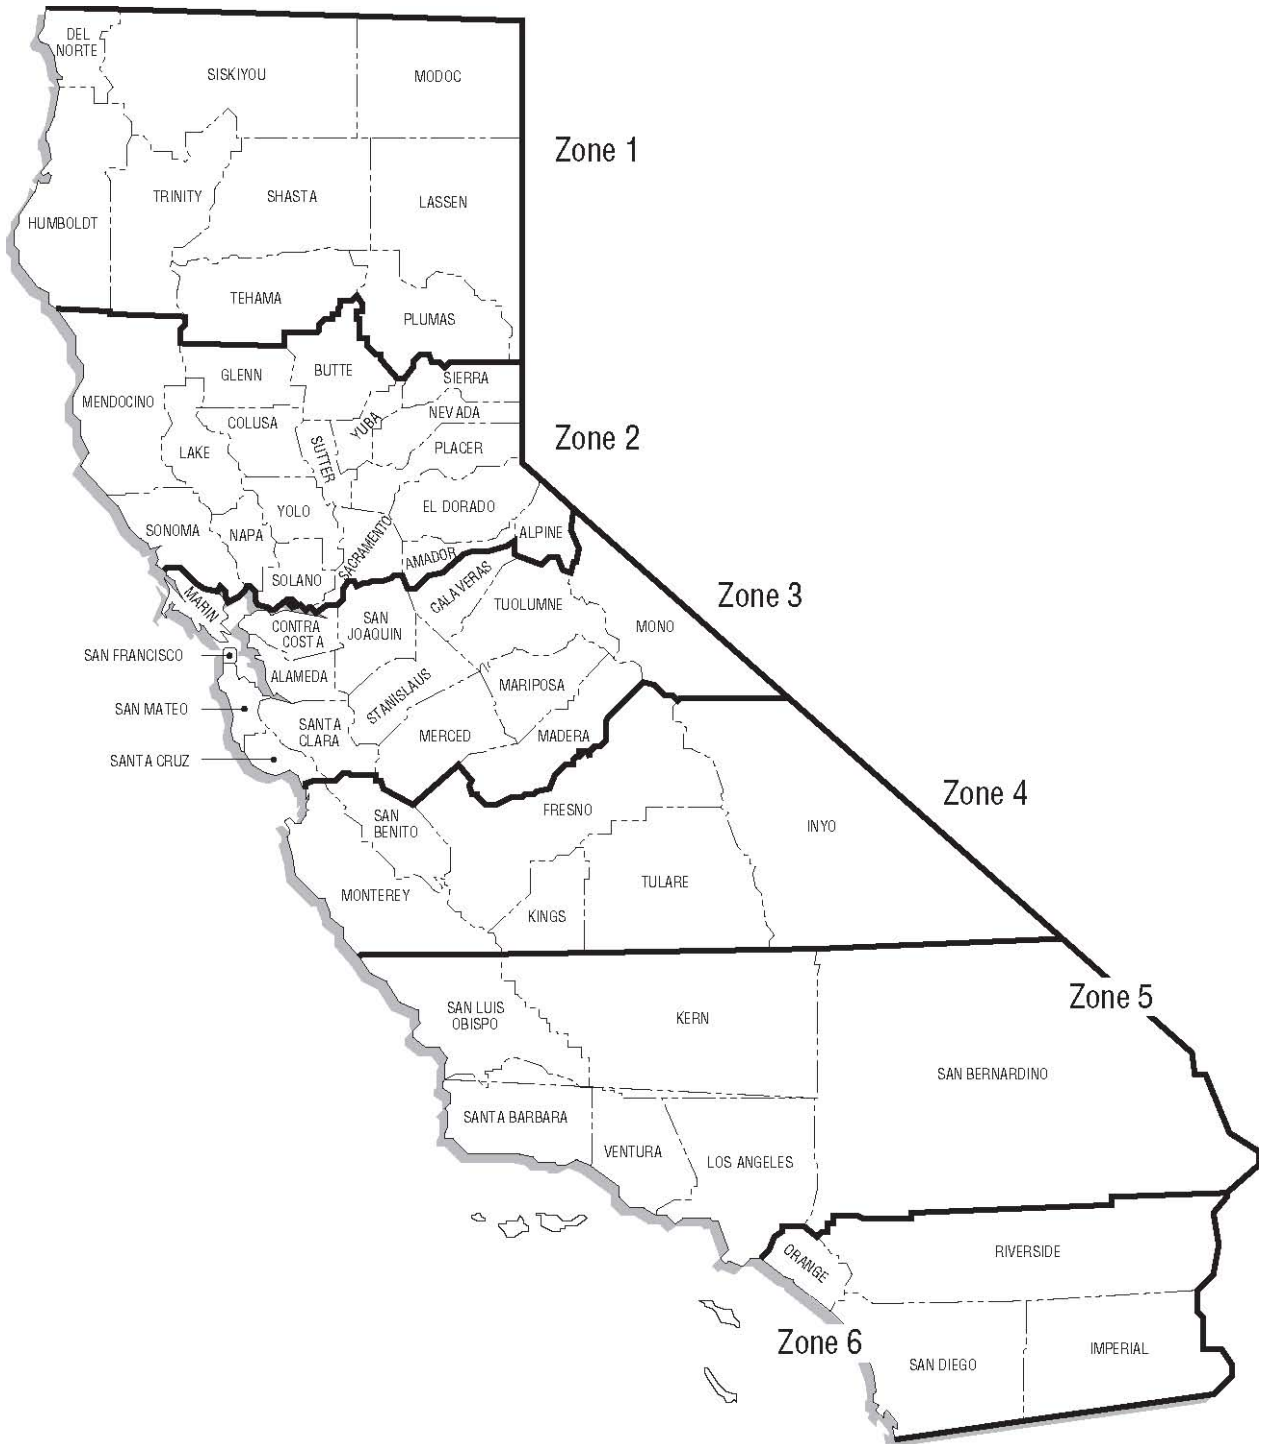 DEL
NORTE
SISKIYOU
MODOC
Zone 1
TRINITY
SHASTA
LASSEN
HUMBOLDT
TEHAMA
PLUMAS
GLENN
BUTTE
SIERRA
MENDOCINO
COLUSA
YUBA
NEVADA
Zone 2
LAKE
SUTTER
PLACER
SONOMA
NAPA
YOLO
SACRAMENTO
EL DORADO
ALPINE
SOLANO
AMADOR
MARIN
CALAVERAS
Zone 3
CONTRA
COSTA
SAN
JOAQUIN
TUOLUMNE
MONO
SAN FRANCISCO
ALAMEDA
STANISLAUS
MARIPOSA
SAN MATEO
SANTA
CLARA
MERCED
MADERA
SANTA CRUZ
SAN
BENITO
FRESNO
INYO
Zone 4
MONTEREY
KINGS
TULARE
Zone 5
SAN LUIS
OBISPO
KERN
SAN BERNARDINO
SANTA BARBARA
VENTURA
LOS ANGELES
ORANGE
RIVERSIDE
Zone 6
SAN DIEGO
IMPERIAL